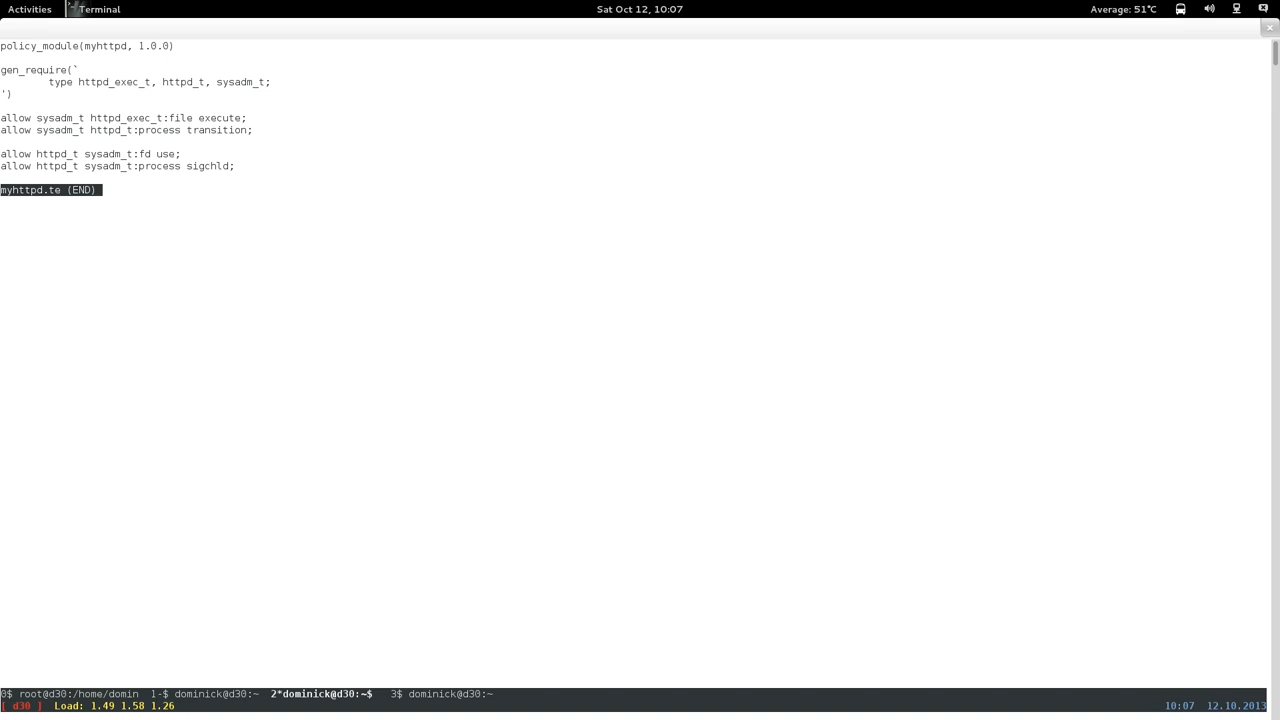 Activities Terminal Sat Oct 12, 10:07 Average: 51°C
policy_module(myhttpd, 1.0.0)
gen_require(`
type httpd_exec_t, httpd_t, sysadm_t;
')
allow sysadm_t httpd_exec_t:file execute;
allow sysadm_t httpd_t:process transition;
allow httpd_t sysadm_t:fd use;
allow httpd_t sysadm_t:process sigchld;
myhttpd.te (END)
0$ root@d30:/home/domin 1-$ dominick@d30:~ 2*dominick@d30:~$ 3$ dominick@d30:~
[ d30 ] Load: 1.49 1.58 1.26 10:07 12.10.2013